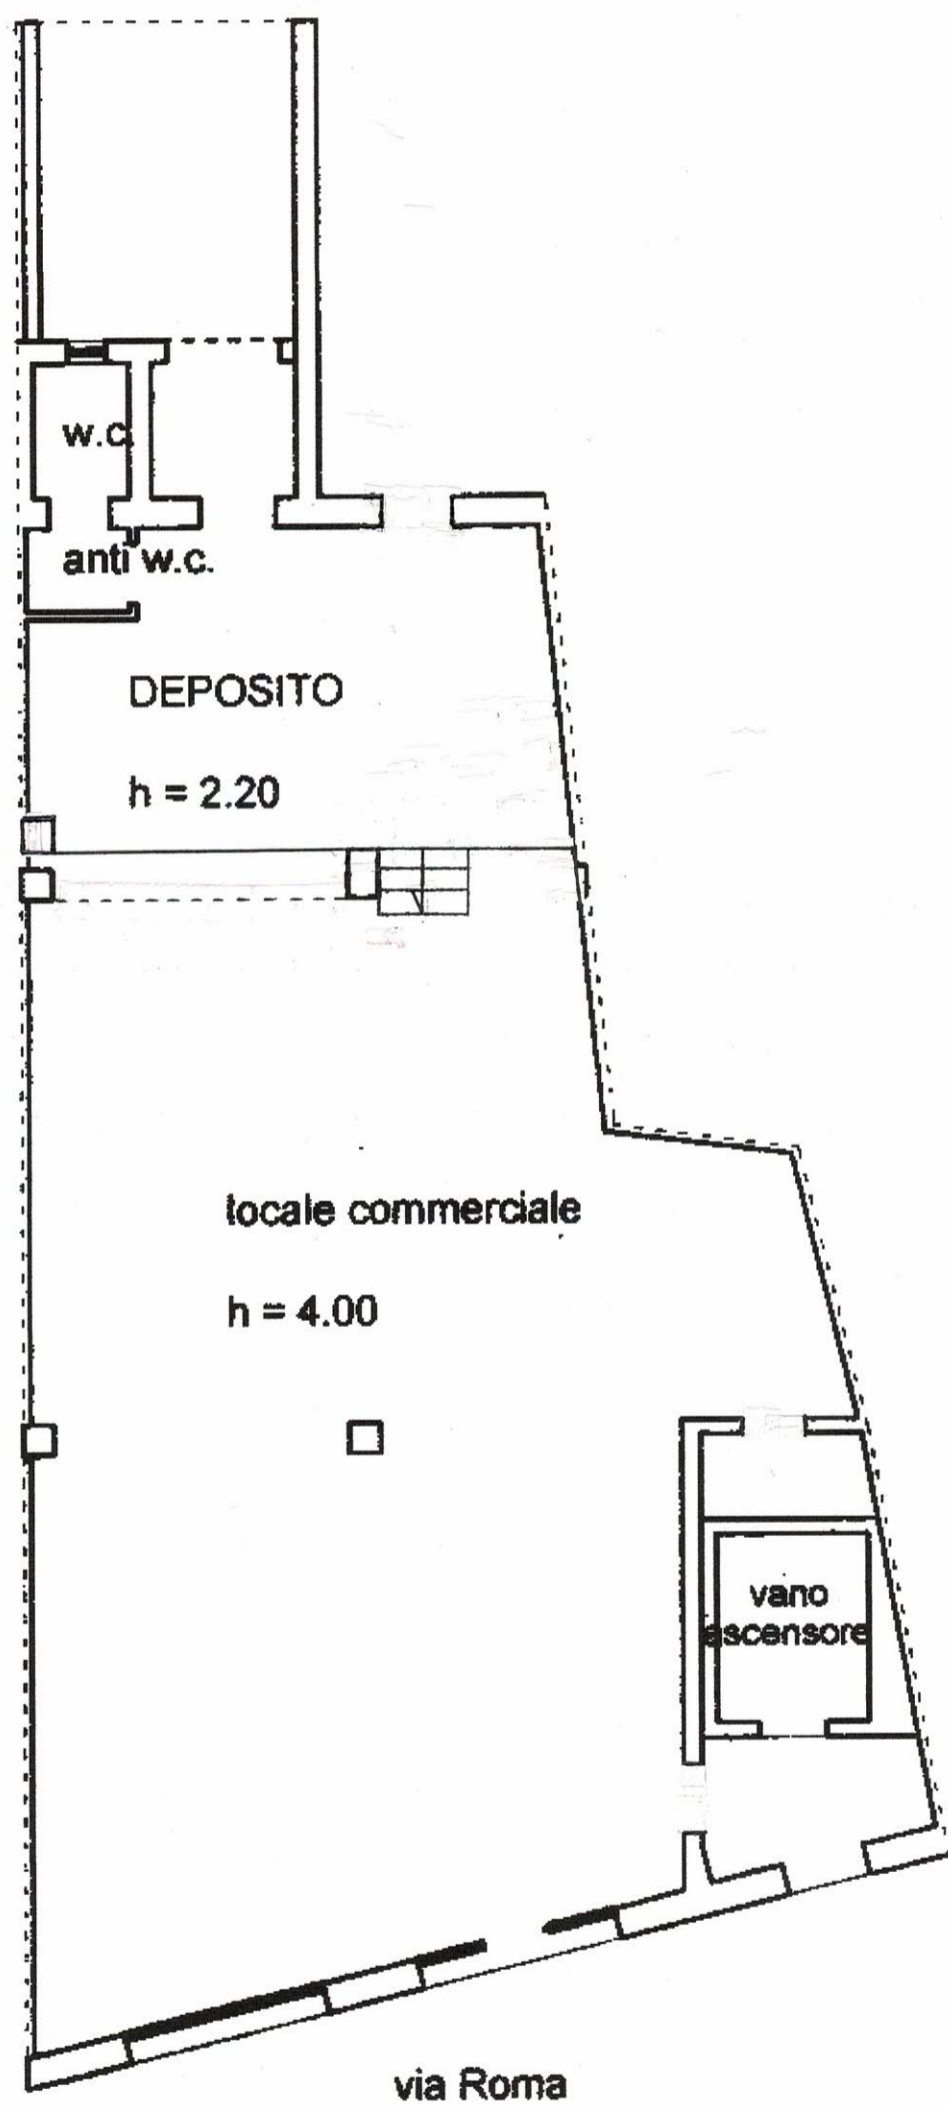 w.c.
anti w.c.
DEPOSITO
h = 2.20
locale commerciale
h = 4.00
vano
ascensore
via Roma